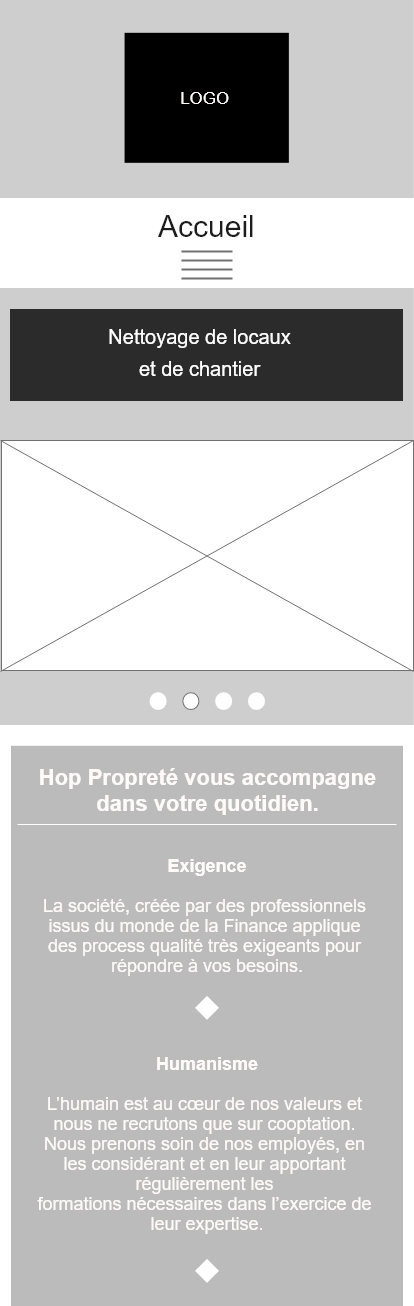 LOGO
Accueil
Nettoyage de locaux
et de chantier
Hop Propreté vous accompagne
dans votre quotidien.
Exigence
La société, créée par des professionnels
issus du monde de la Finance applique
des process qualité très exigeants pour
répondre à vos besoins.
Humanisme
L’humain est au cœur de nos valeurs et
nous ne recrutons que sur cooptation.
Nous prenons soin de nos employés, en
les considérant et en leur apportant
régulièrement les
formations nécessaires dans l’exercice de
leur expertise.